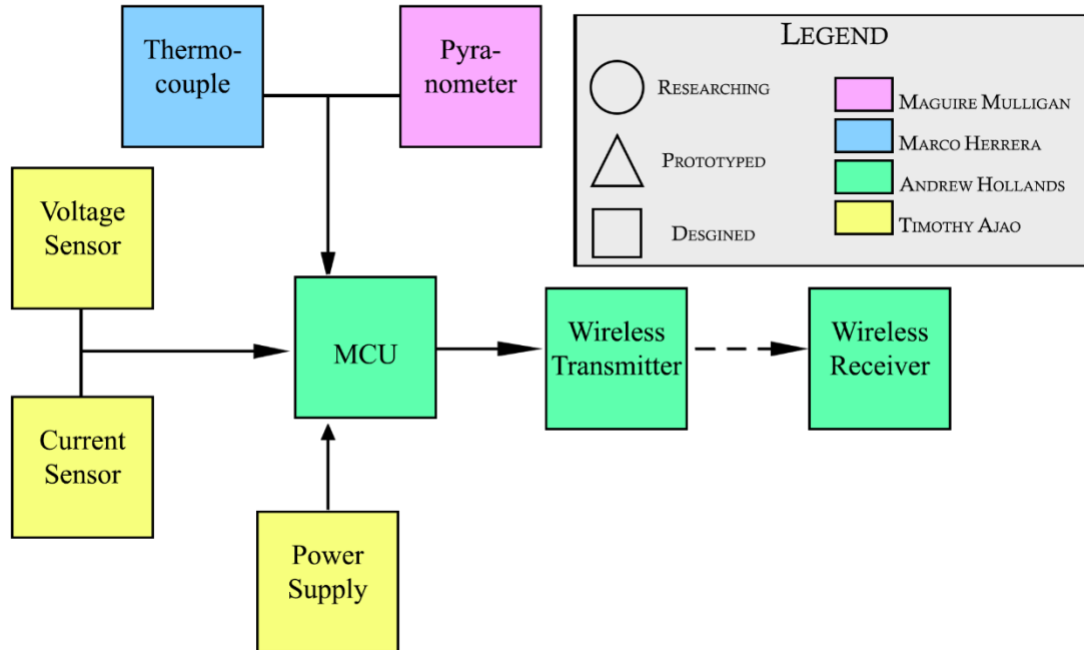 Thermo-
couple
Pyra-
nometer
LEGEND
RESEARCHING
PROTOTYPED
DESGINED
MAGUIRE MULLIGAN
MARCO HERRERA
ANDREW HOLLANDS
TIMOTHY AJAO
Voltage
Sensor
MCU
Wireless
Transmitter
Wireless
Receiver
Current
Sensor
Power
Supply